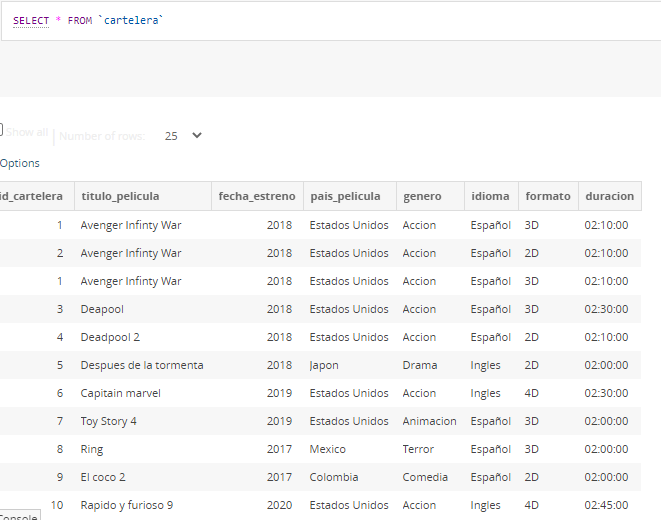 SELECT * FROM `cartelera`
Show all Number of rows: 25
Options
id_cartelera titulo_pelicula fecha_estreno pais_pelicula genero idioma formato duracion
1 Avenger Infinty War 2018 Estados Unidos Accion Español 3D 02:10:00
2 Avenger Infinty War 2018 Estados Unidos Accion Español 2D 02:10:00
1 Avenger Infinty War 2018 Estados Unidos Accion Español 3D 02:10:00
3 Deapool 2018 Estados Unidos Accion Español 3D 02:30:00
4 Deadpool 2 2018 Estados Unidos Accion Español 2D 02:10:00
5 Despues de la tormenta 2018 Japon Drama Ingles 2D 02:00:00
6 Capitain marvel 2019 Estados Unidos Accion Ingles 4D 02:30:00
7 Toy Story 4 2019 Estados Unidos Animacion Español 3D 02:00:00
8 Ring 2017 Mexico Terror Español 3D 02:00:00
9 El coco 2 2017 Colombia Comedia Español 2D 02:00:00
10 Rapido y furioso 9 2020 Estados Unidos Accion Ingles 4D 02:45:00
Console